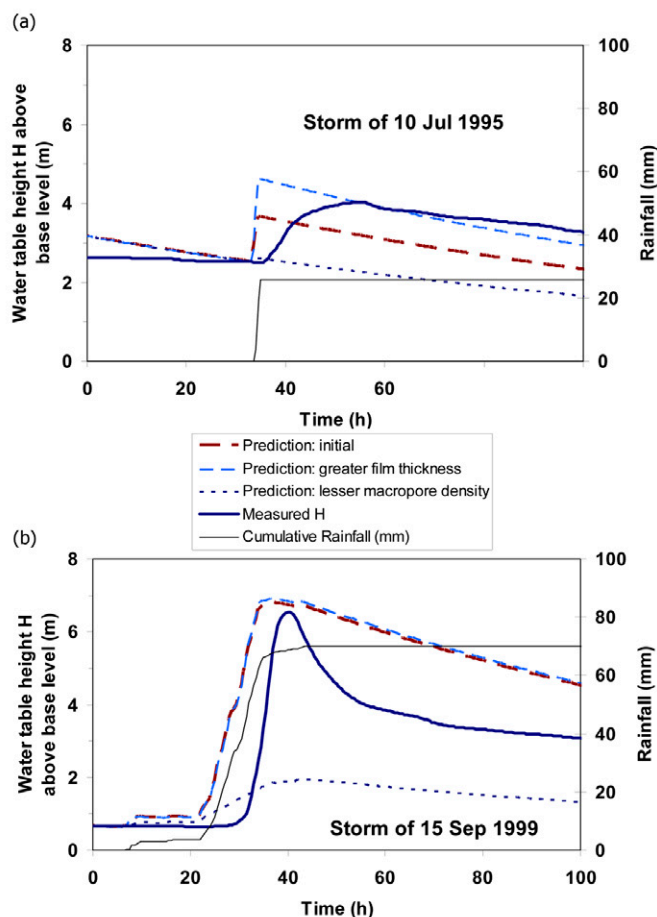 (a)
8
6
4
2
0
Water table height H above
base level (m)
Storm of 10 Jul 1995
100
80
60
40
20
0
Rainfall (mm)
0 20 40 60
Time (h)
Prediction: initial
Prediction: greater film thickness
Prediction: lesser macropore density
Measured H
Cumulative Rainfall (mm)
(b)
8
6
4
2
0
Water table height H
above base level (m)
Storm of 15 Sep 1999
100
80
60
40
20
0
Rainfall (mm)
0 20 40 60 80 100
Time (h)